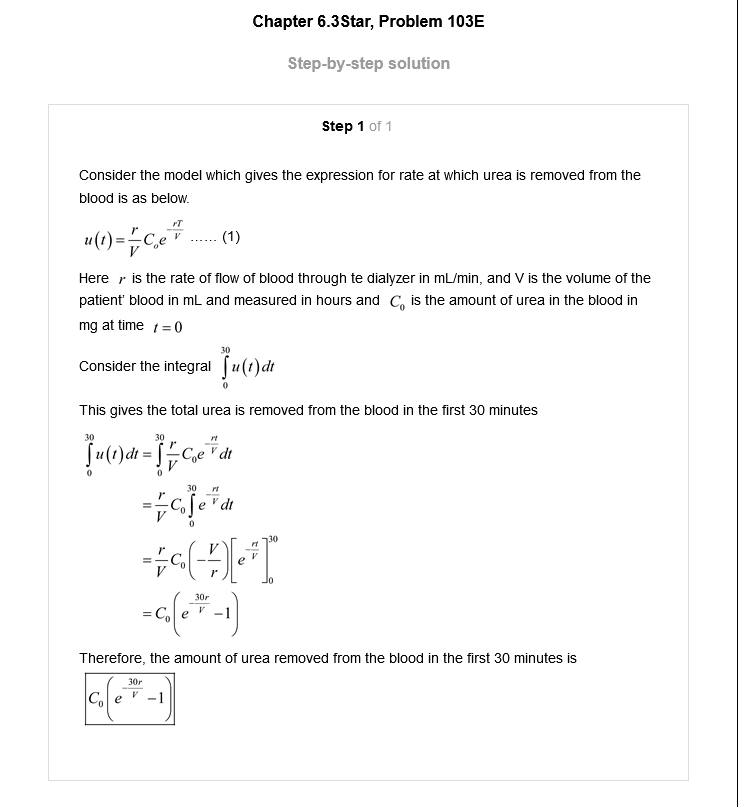 Chapter 6.3Star, Problem 103E
Step-by-step solution
Step 1 of 1
Consider the model which gives the expression for rate at which urea is removed from the
blood is as below.
u(t) = \frac{r}{V} C_o e^{-\frac{rT}{V}} ...... (1)
Here r is the rate of flow of blood through te dialyzer in mL/min, and V is the volume of the
patient' blood in mL and measured in hours and C_0 is the amount of urea in the blood in
mg at time t = 0
Consider the integral \int_0^{30} u(t) dt
This gives the total urea is removed from the blood in the first 30 minutes
\int_0^{30} u(t) dt = \int_0^{30} \frac{r}{V} C_0 e^{-\frac{rt}{V}} dt
= \frac{r}{V} C_0 \int_0^{30} e^{-\frac{rt}{V}} dt
= \frac{r}{V} C_0 \left( -\frac{V}{r} \right) \left[ e^{-\frac{rt}{V}} \right]_0^{30}
= C_0 \left( e^{-\frac{30r}{V}} - 1 \right)
Therefore, the amount of urea removed from the blood in the first 30 minutes is
C_0 \left( e^{-\frac{30r}{V}} - 1 \right)